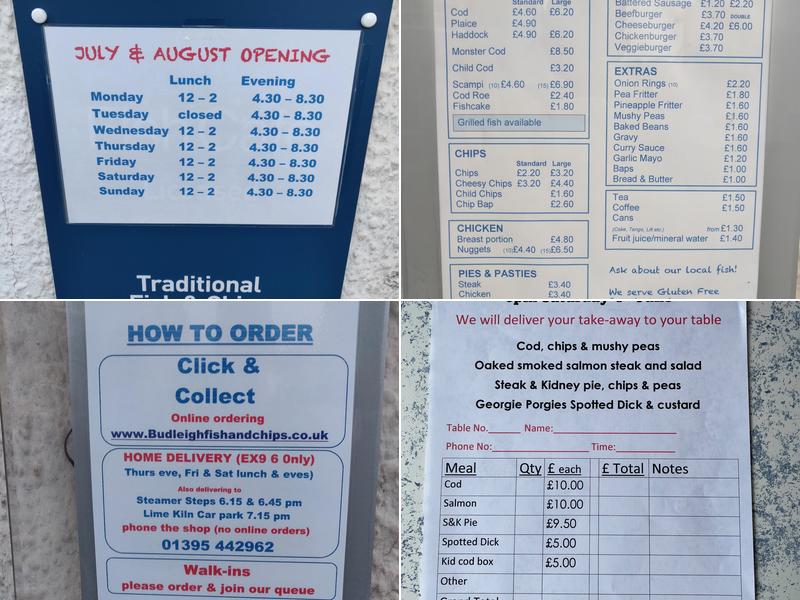 JULY & AUGUST OPENING
Lunch Evening
Monday 12 – 2 4.30 – 8.30
Tuesday closed 4.30 – 8.30
Wednesday 12 – 2 4.30 – 8.30
Thursday 12 – 2 4.30 – 8.30
Friday 12 – 2 4.30 – 8.30
Saturday 12 – 2 4.30 – 8.30
Sunday 12 – 2 4.30 – 8.30
Traditional
Standard Large
Cod £4.60 £6.20
Plaice £4.90
Haddock £4.90 £6.20
Monster Cod £8.50
Child Cod £3.20
Scampi (10) £4.60 (15) £6.90
Cod Roe £2.40
Fishcake £1.80
Grilled fish available
CHIPS
Standard Large
Chips £2.20 £3.20
Cheesy Chips £3.20 £4.40
Child Chips £1.60
Chip Bap £2.60
CHICKEN
Breast portion £4.80
Nuggets (10) £4.40 (15) £6.50
PIES & PASTIES
Steak £3.40
Chicken £3.40
Battered Sausage £1.20 £2.20
Beefburger £3.70 DOUBLE
Cheeseburger £4.20 £6.00
Chickenburger £3.70
Veggieburger £3.70
EXTRAS
Onion Rings (10) £2.20
Pea Fritter £1.80
Pineapple Fritter £1.60
Mushy Peas £1.60
Baked Beans £1.60
Gravy £1.60
Curry Sauce £1.60
Garlic Mayo £1.20
Baps £1.00
Bread & Butter £1.00
Tea £1.50
Coffee £1.50
Cans
(Coke, Tango, Lilt etc.) from £1.30
Fruit juice/mineral water £1.40
Ask about our local fish!
We serve Gluten Free
HOW TO ORDER
Click &
Collect
Online ordering
www.Budleighfishandchips.co.uk
HOME DELIVERY (EX9 6 Only)
Thurs eve, Fri & Sat lunch & eves)
Also delivering to
Steamer Steps 6.15 & 6.45 pm
Lime Kiln Car park 7.15 pm
phone the shop (no online orders)
01395 442962
Walk-ins
please order & join our queue
We will deliver your take-away to your table
Cod, chips & mushy peas
Oaked smoked salmon steak and salad
Steak & Kidney pie, chips & peas
Georgie Porgies Spotted Dick & custard
Table No.______ Name:______
Phone No:______ Time:______
Meal Qty £ each £ Total Notes
Cod £10.00
Salmon £10.00
S&K Pie £9.50
Spotted Dick £5.00
Kid cod box £5.00
Other
Grand Total